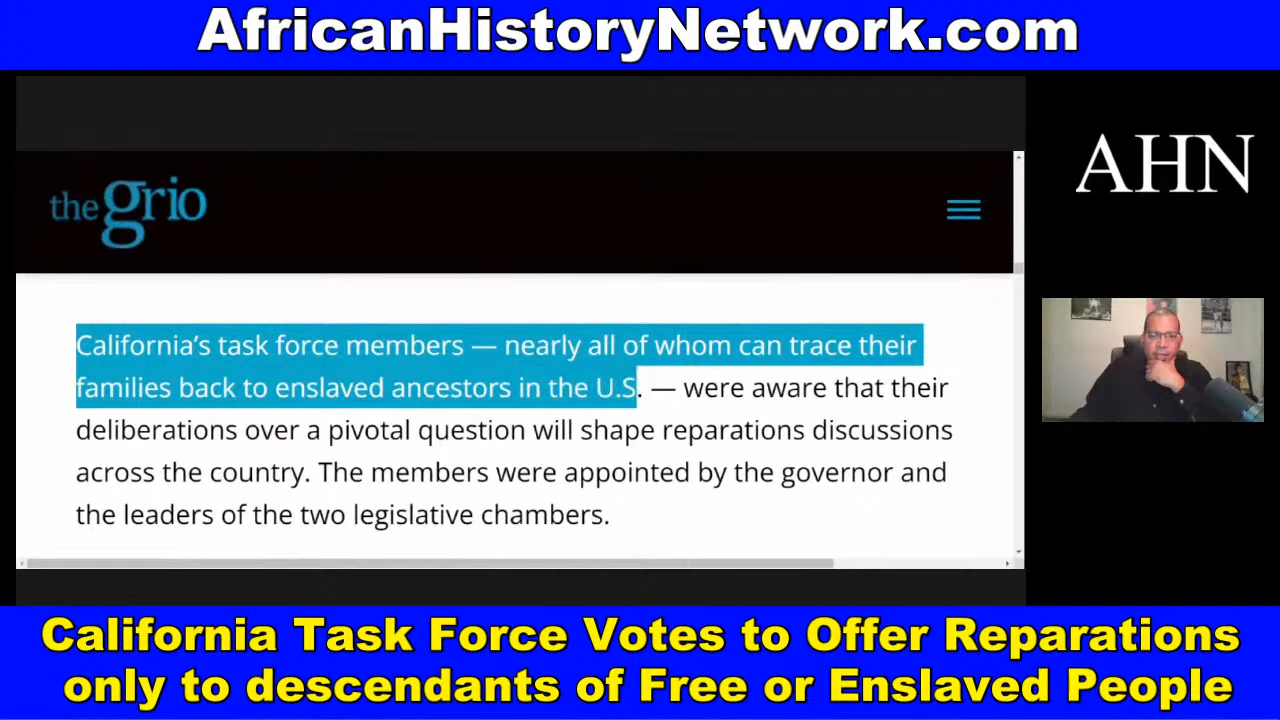 AfricanHistoryNetwork.com
thegrio
AHN
California’s task force members — nearly all of whom can trace their
families back to enslaved ancestors in the U.S. — were aware that their
deliberations over a pivotal question will shape reparations discussions
across the country. The members were appointed by the governor and
the leaders of the two legislative chambers.
California Task Force Votes to Offer Reparations
only to descendants of Free or Enslaved People